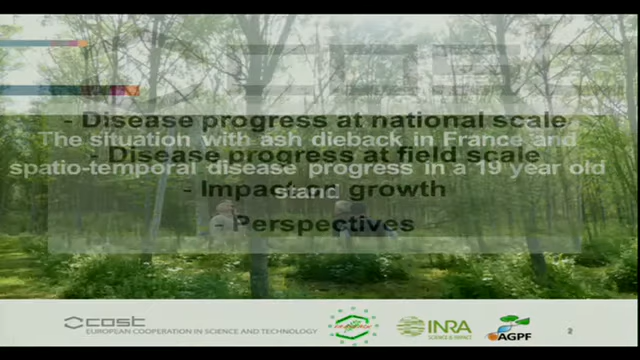 - Disease progress at national scale
The situation with ash dieback in France and
- Disease progress at field scale
spatio-temporal disease progress in a 19 year old
- Impact on growth
stand
- Perspectives
cost
EUROPEAN COOPERATION IN SCIENCE AND TECHNOLOGY
INRA
SCIENCE & IMPACT
AGPF
2